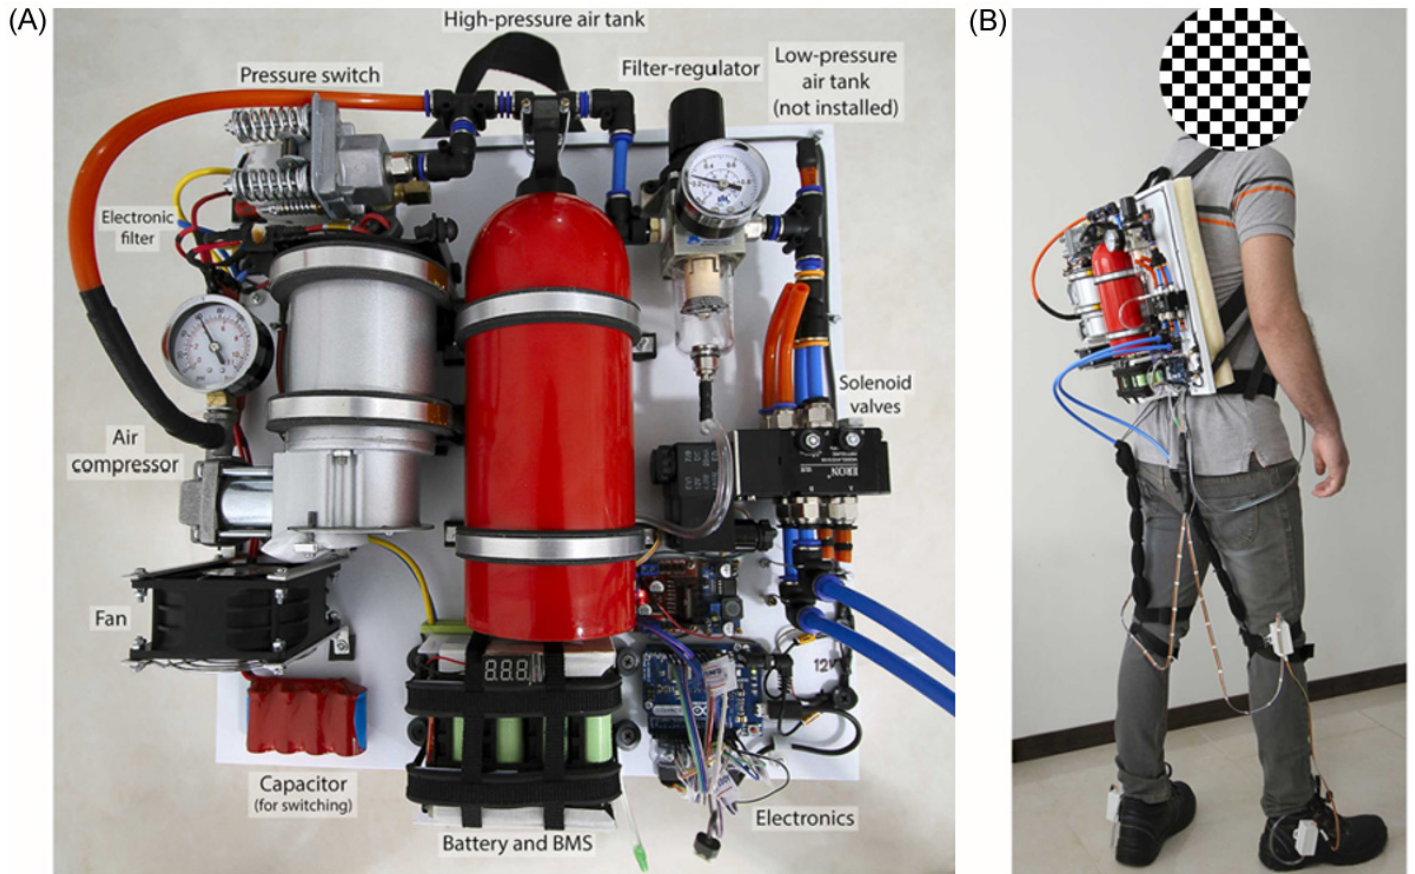 (A)
High-pressure air tank
(B)
Pressure switch
Filter-regulator
Low-pressure
air tank
(not installed)
Electronic
filter
Solenoid
valves
Air
compressor
ERON
Fan
12V
Capacitor
(for switching)
Electronics
Battery and BMS